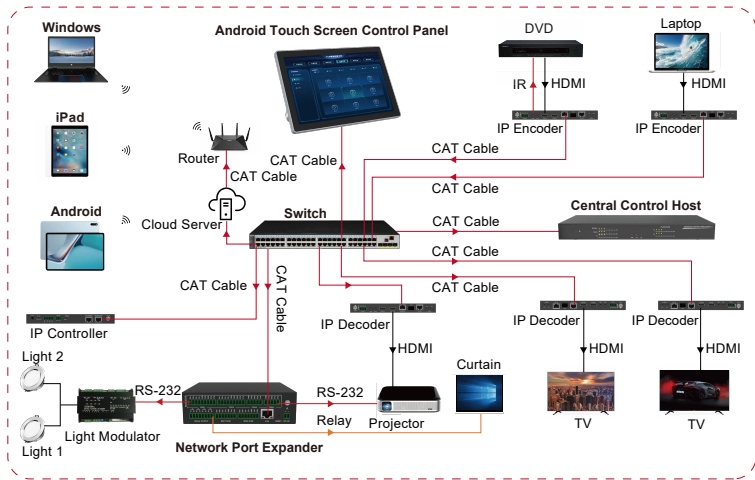 Windows
Android Touch Screen Control Panel
DVD
Laptop
IR
HDMI
HDMI
iPad
IP Encoder
IP Encoder
Router
CAT Cable
CAT Cable
CAT Cable
CAT Cable
Android
Cloud Server
Switch
Central Control Host
CAT Cable
CAT Cable
CAT Cable
CAT Cable
CAT Cable
CAT Cable
IP Controller
IP Decoder
IP Decoder
IP Decoder
Light 2
HDMI
HDMI
HDMI
Curtain
RS-232
RS-232
Light Modulator
Relay
Projector
TV
TV
Light 1
Network Port Expander